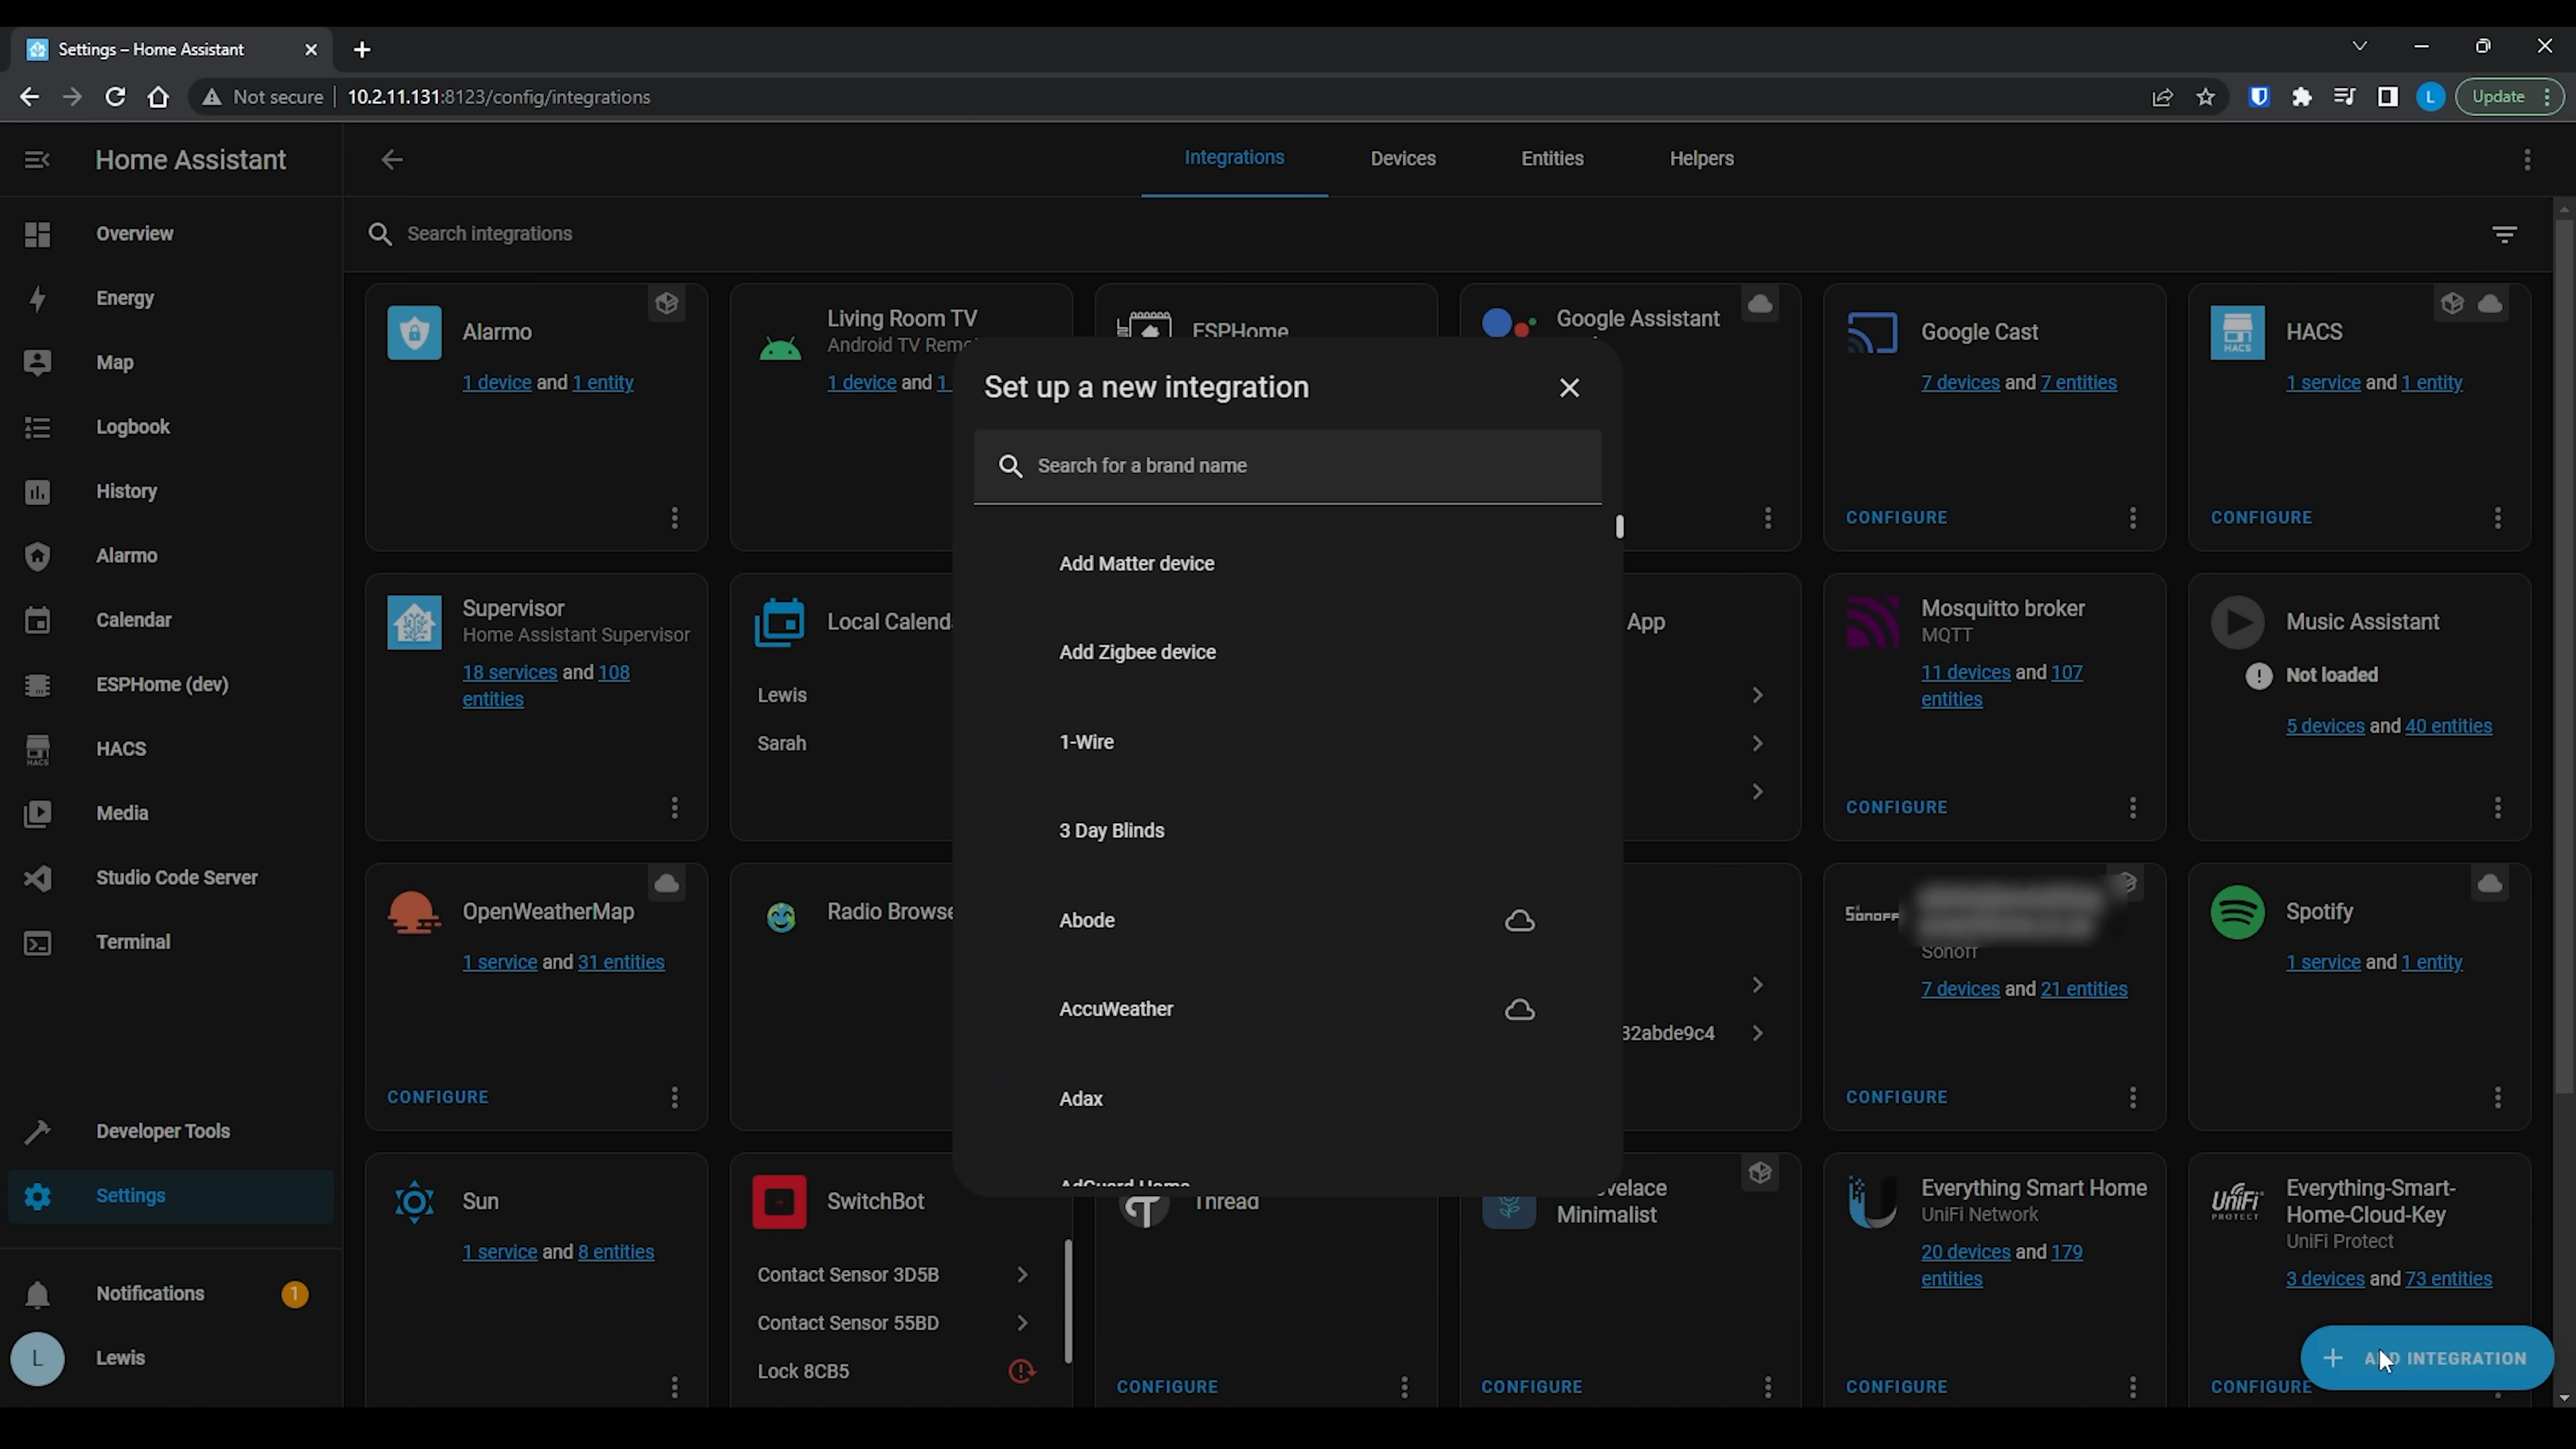 Settings – Home Assistant
Not secure
10.2.11.131:8123/config/integrations
L
Update
Home Assistant
Integrations
Devices
Entities
Helpers
Overview
Energy
Map
Logbook
History
Alarmo
Calendar
ESPHome (dev)
HACS
Media
Studio Code Server
Terminal
Developer Tools
Settings
Notifications
1
L
Lewis
Search integrations
Alarmo
1 device and 1 entity
Living Room TV
Android TV
1 device and 1
ESPHome
Google Assistant
Google Cast
7 devices and 7 entities
CONFIGURE
HACS
HACS
1 service and 1 entity
CONFIGURE
Set up a new integration
Search for a brand name
Add Matter device
Add Zigbee device
1-Wire
3 Day Blinds
Abode
AccuWeather
Adax
AdGuard Home
Supervisor
Home Assistant Supervisor
18 services and 108
entities
Local
Lewis
Sarah
App
Mosquitto broker
MQTT
11 devices and 107
entities
CONFIGURE
Music Assistant
Not loaded
5 devices and 40 entities
OpenWeatherMap
1 service and 31 entities
CONFIGURE
Radio
32abde9c4
Sonoff
Sonoff
7 devices and 21 entities
CONFIGURE
Spotify
1 service and 1 entity
Sun
1 service and 8 entities
SwitchBot
Contact Sensor 3D5B
Contact Sensor 55BD
Lock 8CB5
Thread
CONFIGURE
Minimalist
CONFIGURE
Everything Smart Home
UniFi Network
20 devices and 179
entities
CONFIGURE
UniFi
PROTECT
Everything-Smart-
Home-Cloud-Key
UniFi Protect
3 devices and 73 entities
CONFIGURE
ADD INTEGRATION